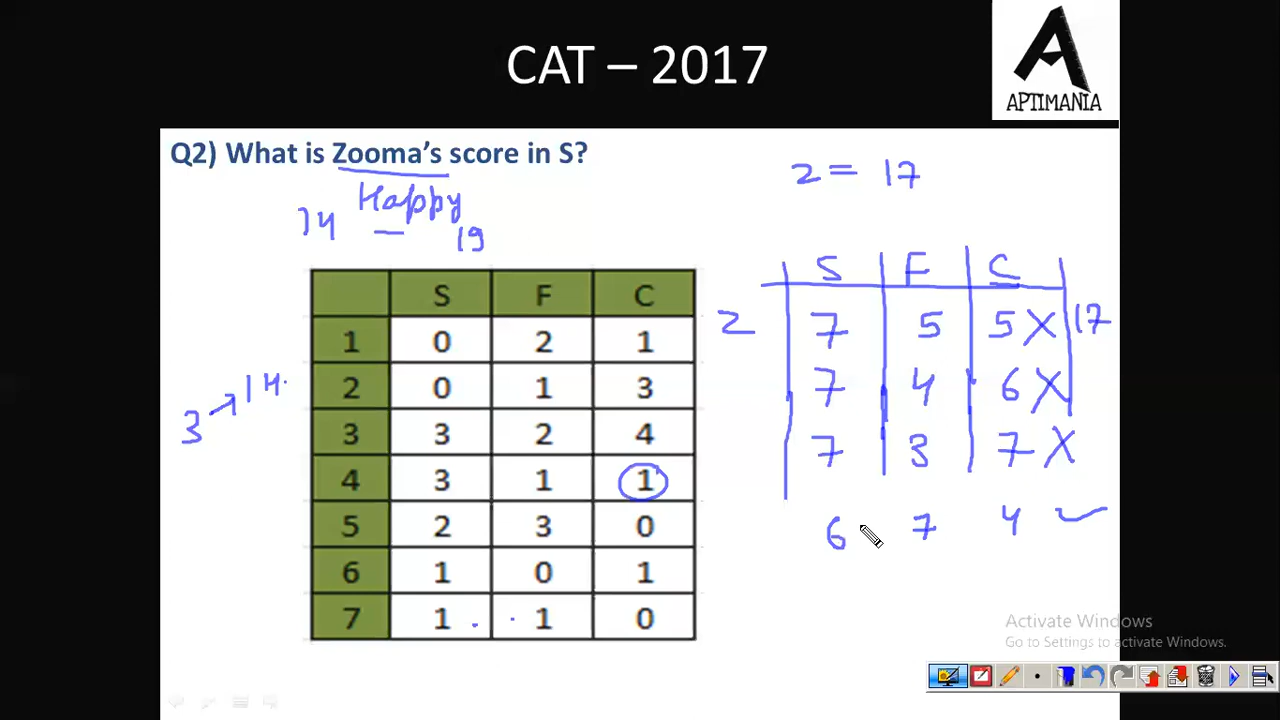 CAT – 2017
APTIMANIA
Q2) What is Zooma's score in S?
Happy
14
19
2 = 17
S F C
1 0 2 1
2 0 1 3
3 3 2 4
4 3 1 1
5 2 3 0
6 1 0 1
7 1 1 0
3 → 14
S F C
2 7 5 5 X 17
7 4 6 X
7 3 7 X
6 7 4 ✓
Activate Windows
Go to Settings to activate Windows.